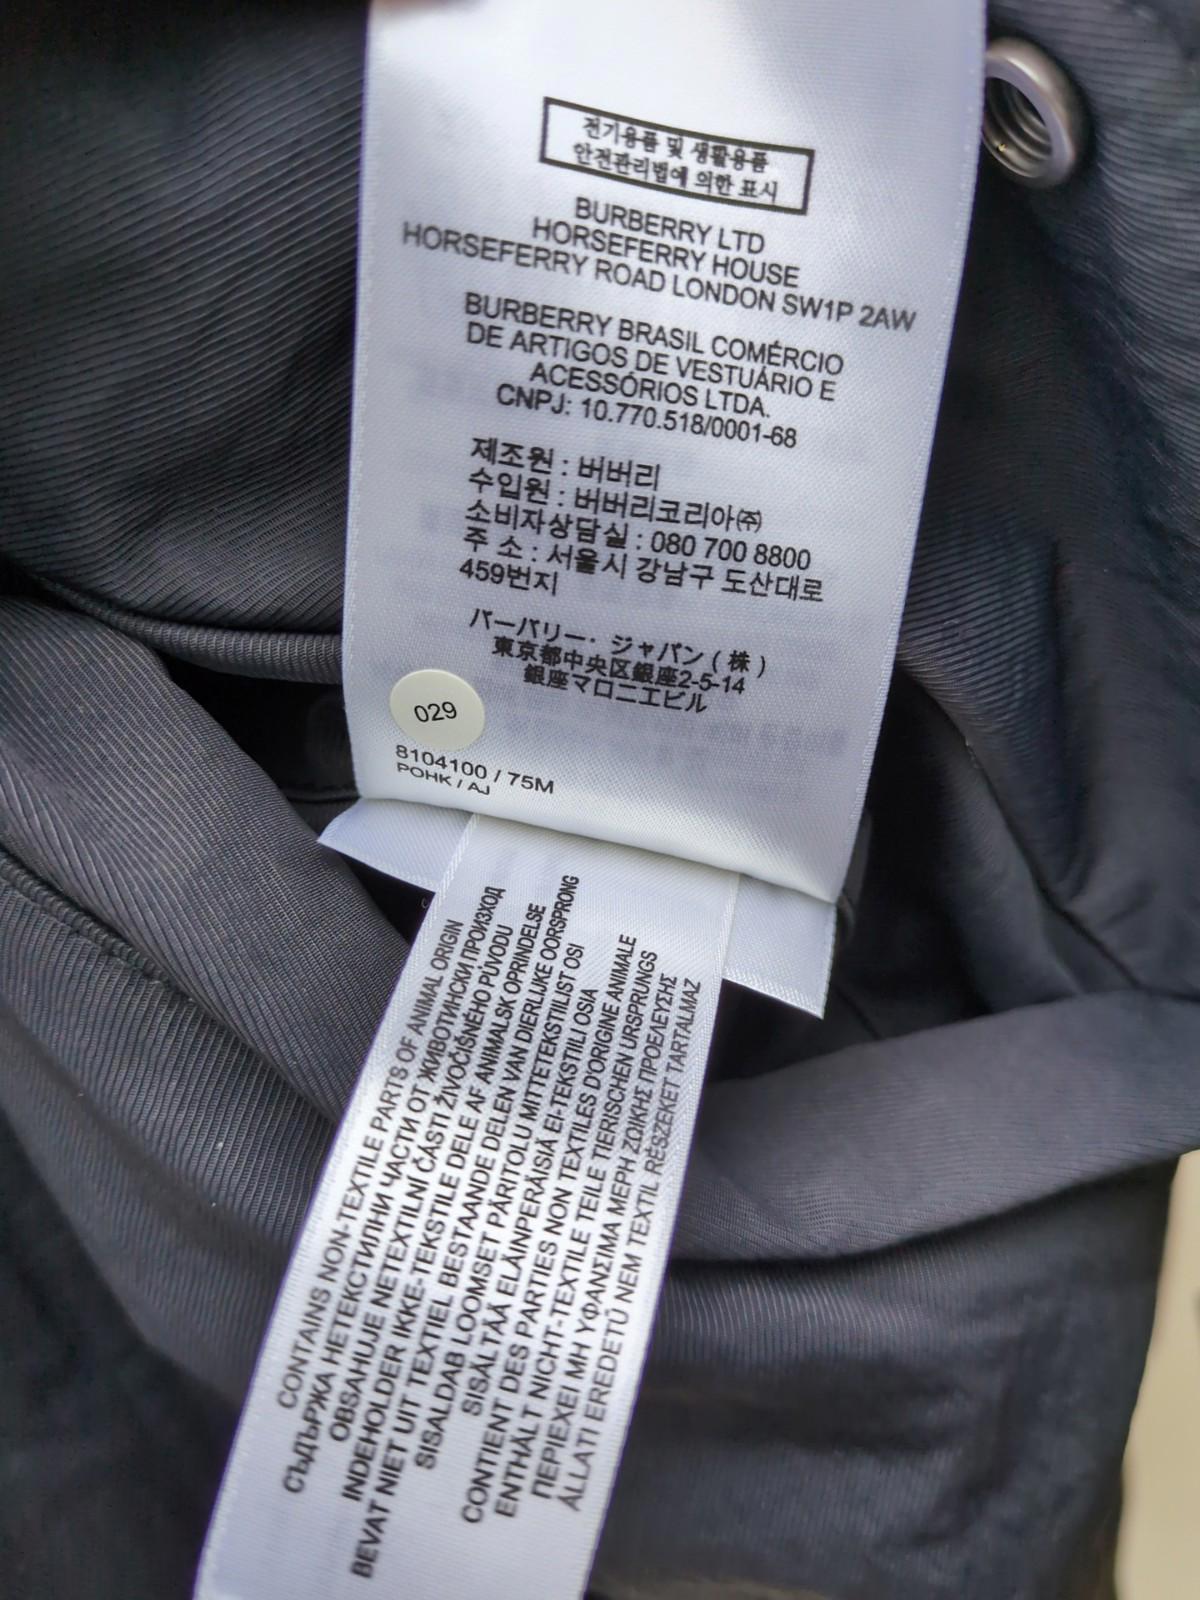 전기용품 및 생활용품
안전관리법에 의한 표시
BURBERRY LTD
HORSEFERRY HOUSE
HORSEFERRY ROAD LONDON SW1P 2AW
BURBERRY BRASIL COMÉRCIO
DE ARTIGOS DE VESTUÁRIO E
ACESSÓRIOS LTDA.
CNPJ: 10.770.518/0001-68
제조원 : 버버리
수입원 : 버버리코리아㈜
소비자상담실 : 080 700 8800
주 소 : 서울시 강남구 도산대로
459번지
バーバリー・ジャパン(株)
東京都中央区銀座2-5-14
銀座マロニエビル
029
8104100 / 75M
POHK / AJ
CONTAINS NON-TEXTILE PARTS OF ANIMAL ORIGIN
СЪДЪРЖА НЕТЕКСТИЛНИ ЧАСТИ ОТ ЖИВОТИНСКИ ПРОИЗХОД
OBSAHUJE NETEXTILNÍ ČÁSTI ŽIVOČIŠNÉHO PŮVODU
INDEHOLDER IKKE-TEKSTILE DELE AF ANIMALSK OPRINDELSE
BEVAT NIET UIT TEXTIEL BESTAANDE DELEN VAN DIERLIJKE OORSPRONG
SISALDAB LOOMSET PÄRITOLU MITTETEKSTIILIST OSI
SISÄLTÄÄ ELÄINPERÄISIÄ EI-TEKSTIILI OSIA
CONTIENT DES PARTIES NON TEXTILES D'ORIGINE ANIMALE
ENTHÄLT NICHT-TEXTILE TEILE TIERISCHEN URSPRUNGS
ΠΕΡΙΕΧΕΙ ΜΗ ΥΦΑΝΣΙΜΑ ΜΕΡΗ ΖΩΙΚΗΣ ΠΡΟΕΛΕΥΣΗΣ
ÁLLATI EREDETŰ NEM TEXTIL RÉSZEKET TARTALMAZ